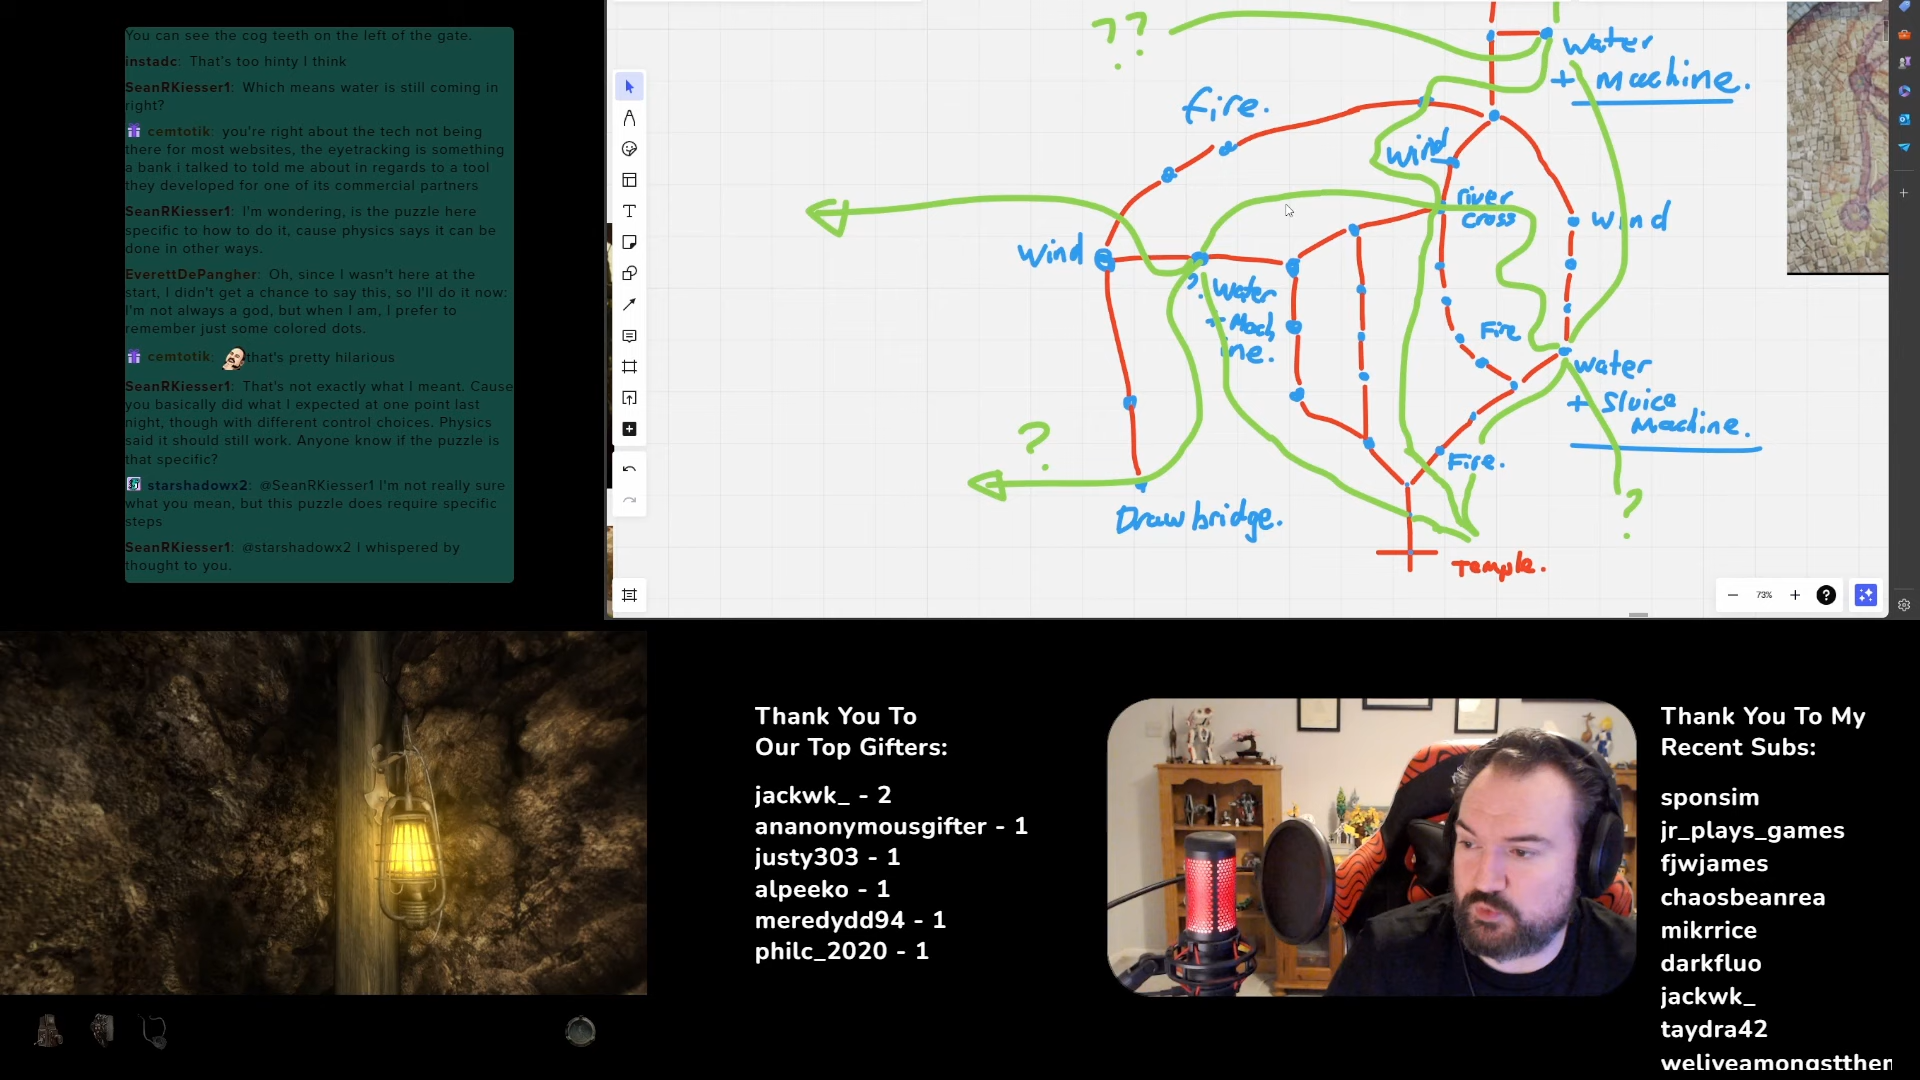 You can see the cog teeth on the left of the gate.
instadc: That's too hinty I think
SeanRKiesser1: Which means water is still coming in
right?
cemtotik: you're right about the tech not being
there for most websites, the eyetracking is something
a bank i talked to told me about in regards to a tool
they developed for one of its commercial partners
SeanRKiesser1: I'm wondering, is the puzzle here
specific to how to do it, cause physics says it can be
done in other ways.
EverettDePangher: Oh, since I wasn't here at the
start, I didn't get a chance to say this, so I'll do it now:
I'm not always a god, but when I am, I prefer to
remember just some colored dots.
cemtotik: that's pretty hilarious
SeanRKiesser1: That's not exactly what I meant. Cause
you basically did what I expected at one point last
night, though with different control choices. Physics
said it should still work. Anyone know if the puzzle is
that specific?
starshadowx2: @SeanRKiesser1 I'm not really sure
what you mean, but this puzzle does require specific
steps
SeanRKiesser1: @starshadowx2 I whispered by
thought to you.
??
water
+ Machine.
fire.
Wind
river
cross
Wind
Wind
?. Water
+ Mach
ine.
Fire
water
+ Sluice
Machine.
?
Fire.
Drawbridge.
?
Temple.
73%
Thank You To
Our Top Gifters:
jackwk_ - 2
ananonymousgifter - 1
justy303 - 1
alpeeko - 1
meredydd94 - 1
philc_2020 - 1
Thank You To My
Recent Subs:
sponsim
jr_plays_games
fjwjames
chaosbeanrea
mikrrice
darkfluo
jackwk_
taydra42
weliveamongstther